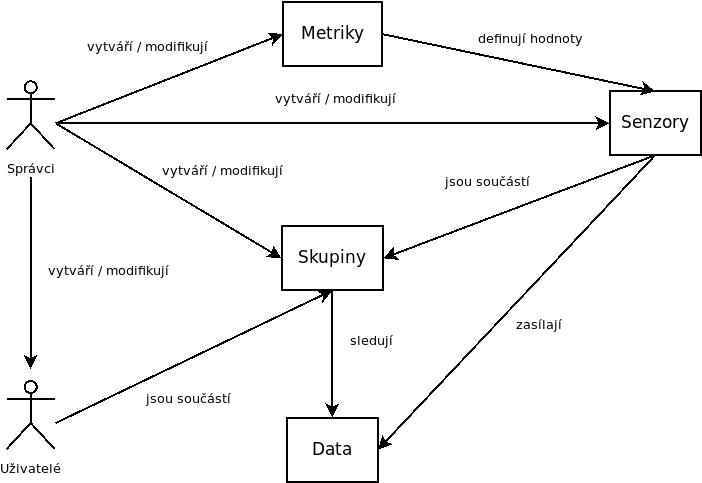 Metriky
definují hodnoty
vytváří / modifikují
vytváří / modifikují
Senzory
Správci
vytváří / modifikují
jsou součástí
Skupiny
vytváří / modifikují
zasílají
sledují
jsou součástí
Data
Uživatelé